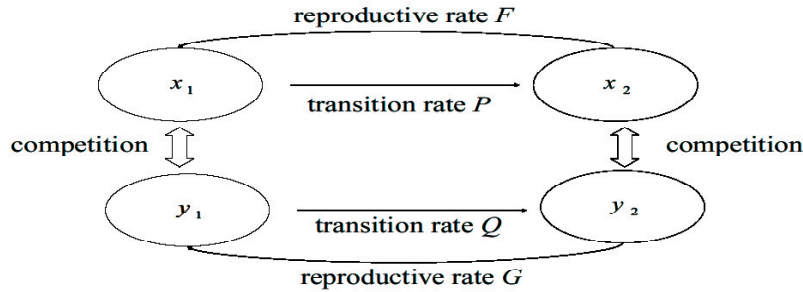 reproductive rate F
x₁
x₂
transition rate P
competition
competition
y₁
y₂
transition rate Q
reproductive rate G